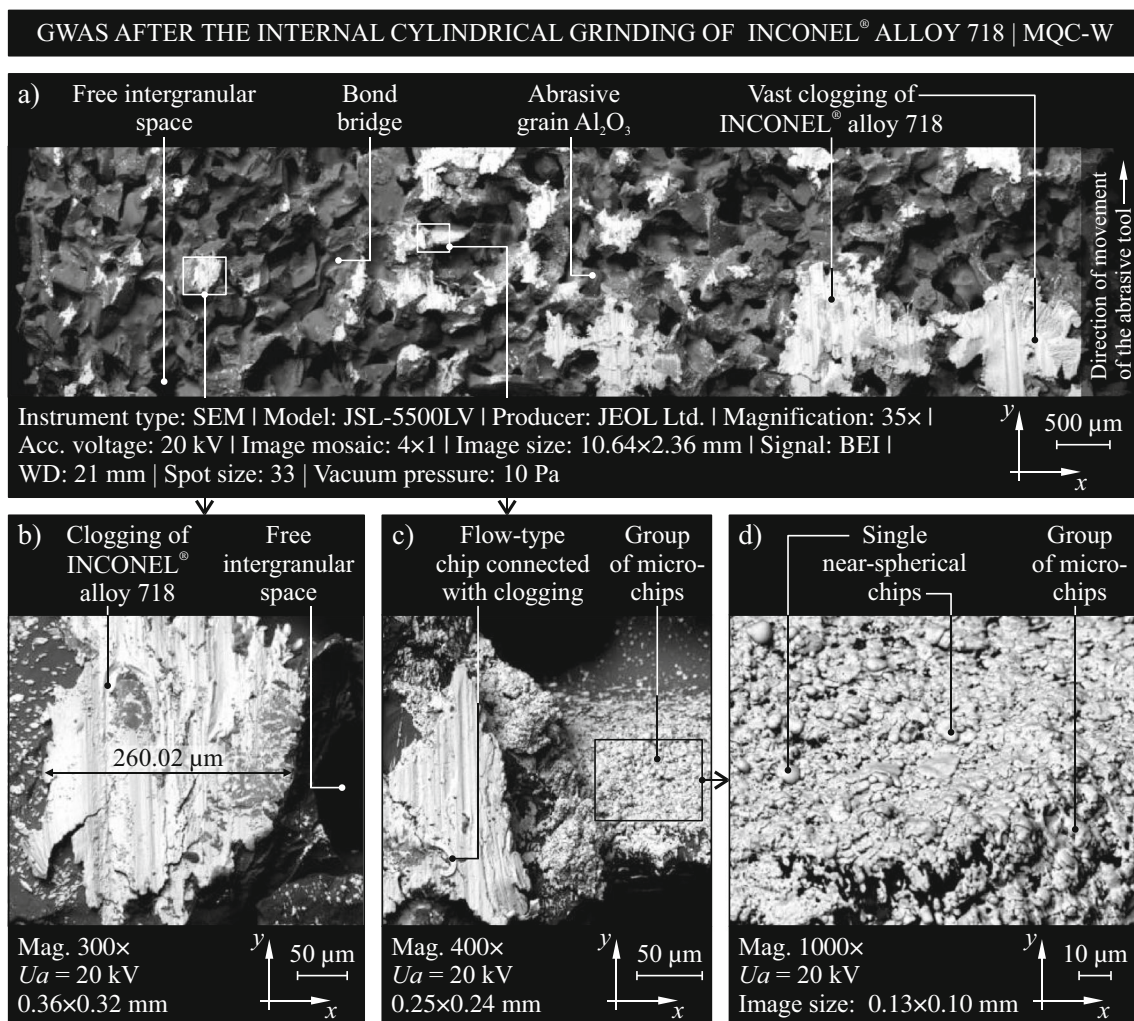 GWAS AFTER THE INTERNAL CYLINDRICAL GRINDING OF INCONEL® ALLOY 718 | MQC-W
a)
Free intergranular
space
Bond
bridge
Abrasive
grain Al₂O₃
Vast clogging of
INCONEL® alloy 718
Direction of movement
of the abrasive tool
Instrument type: SEM | Model: JSL-5500LV | Producer: JEOL Ltd. | Magnification: 35× |
Acc. voltage: 20 kV | Image mosaic: 4×1 | Image size: 10.64×2.36 mm | Signal: BEI |
WD: 21 mm | Spot size: 33 | Vacuum pressure: 10 Pa
y
x
500 µm
b)
Clogging of
INCONEL®
alloy 718
Free
intergranular
space
260.02 µm
Mag. 300×
Ua = 20 kV
0.36×0.32 mm
y
x
50 µm
c)
Flow-type
chip connected
with clogging
Group
of micro-
chips
Mag. 400×
Ua = 20 kV
0.25×0.24 mm
y
x
50 µm
d)
Single
near-spherical
chips
Group
of micro-
chips
Mag. 1000×
Ua = 20 kV
Image size: 0.13×0.10 mm
y
x
10 µm